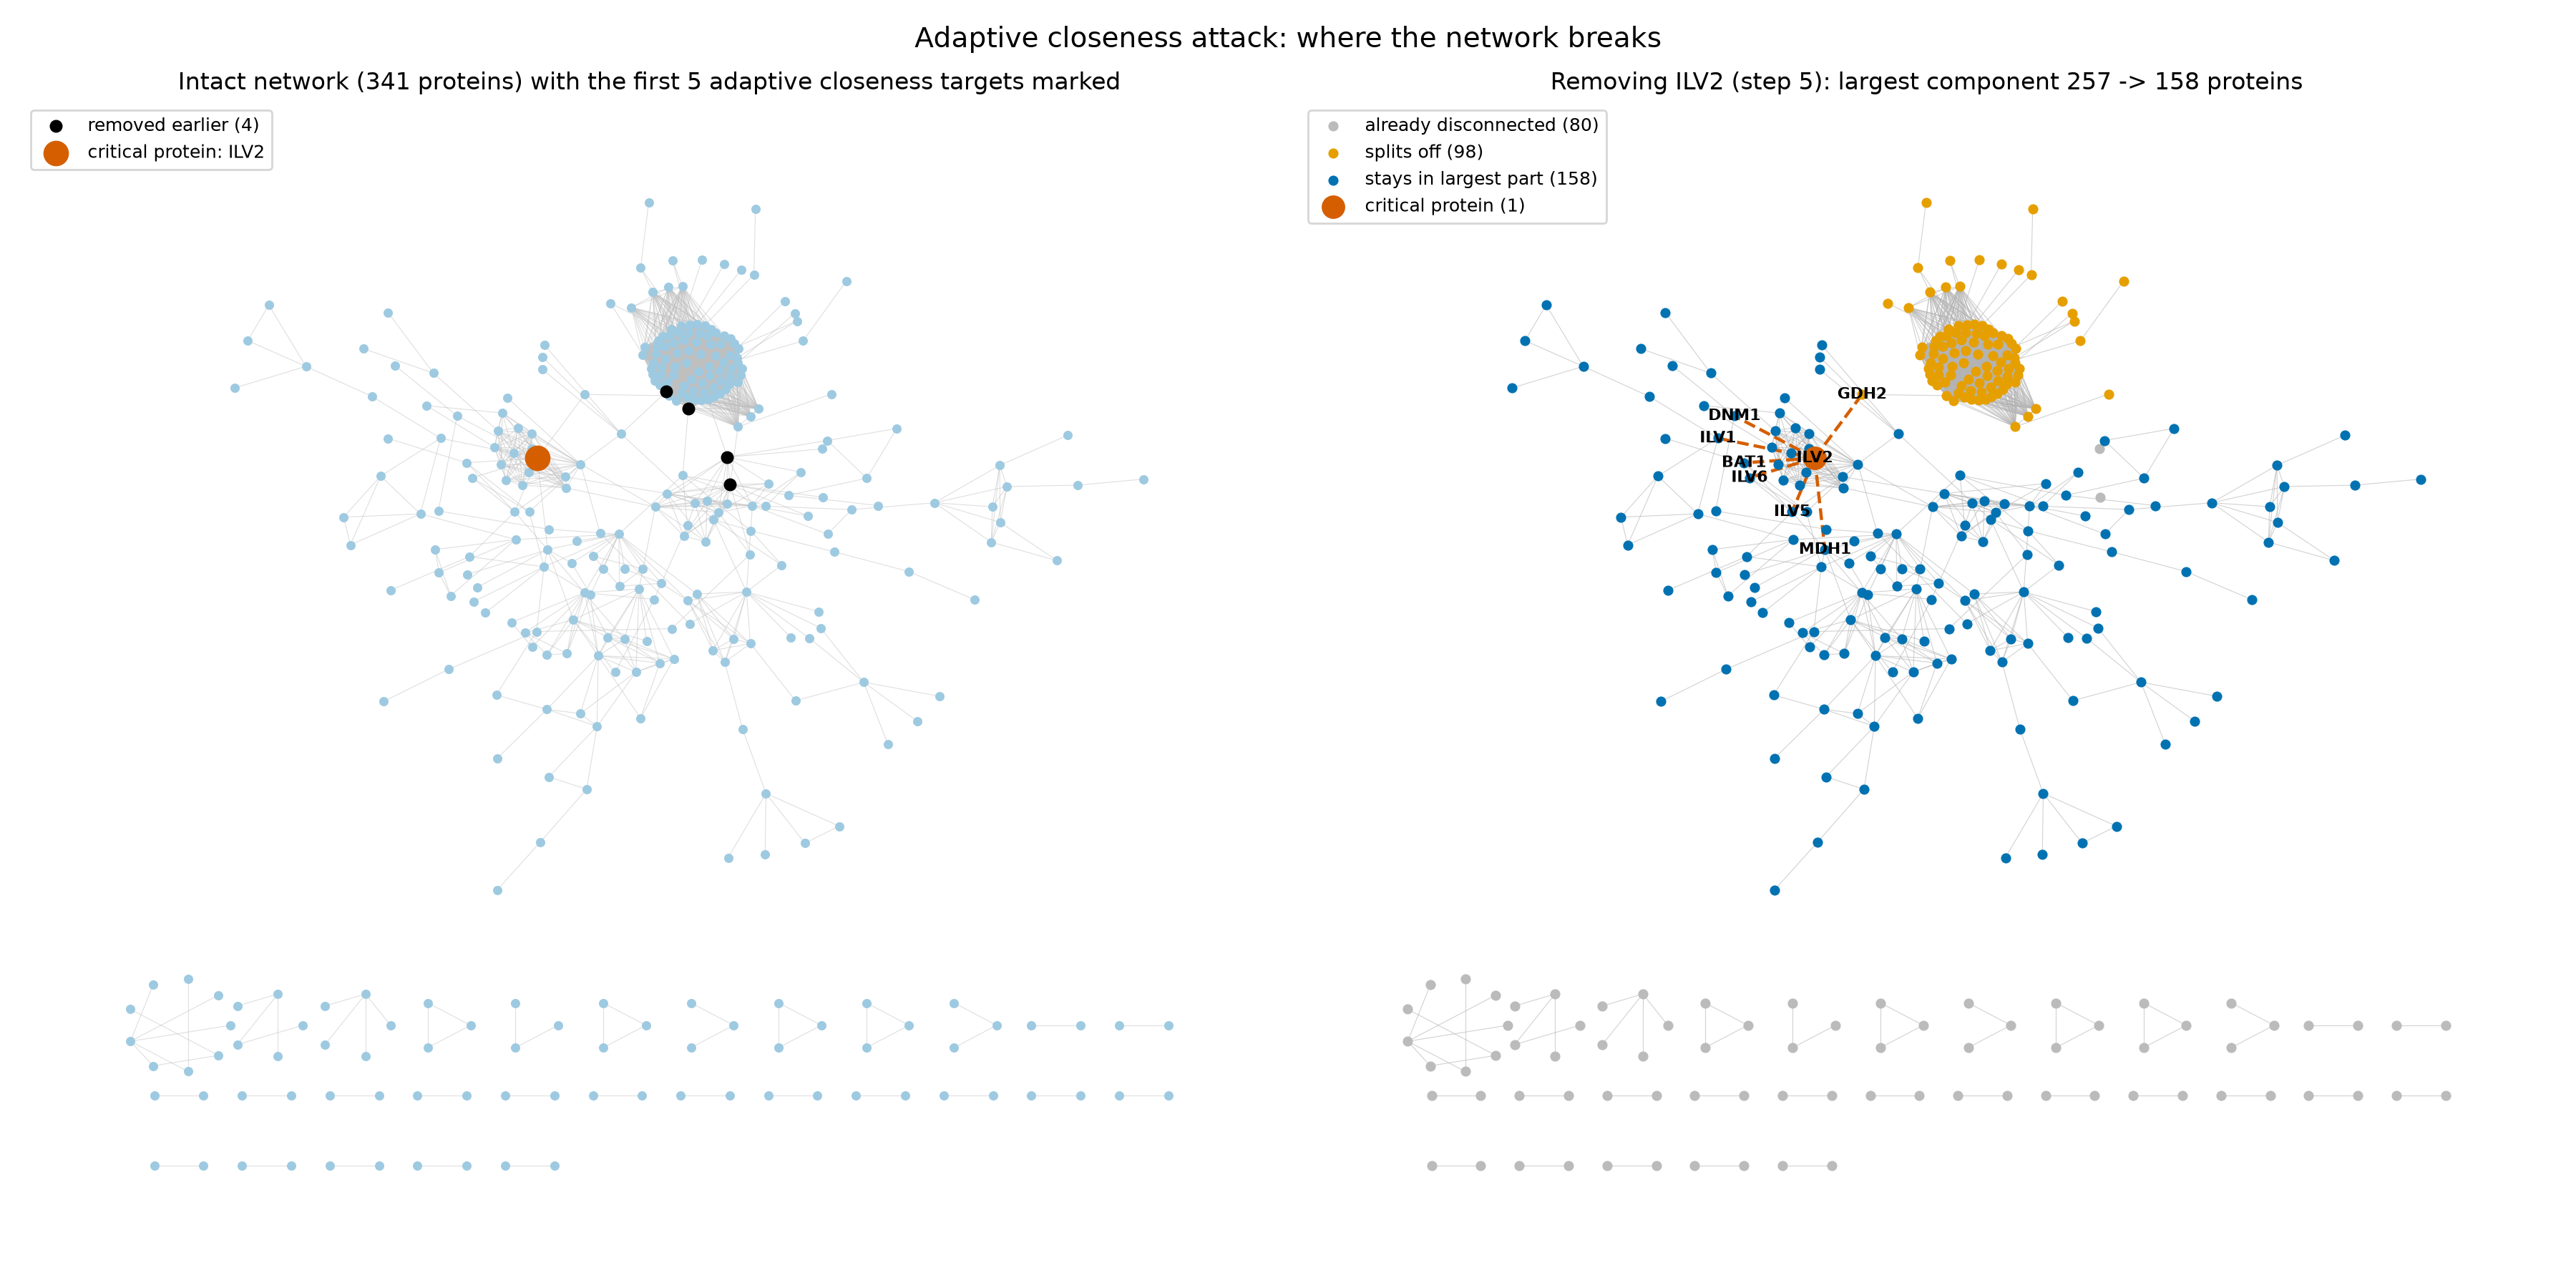 Adaptive closeness attack: where the network breaks
Intact network (341 proteins) with the first 5 adaptive closeness targets marked
removed earlier (4)
critical protein: ILV2
Removing ILV2 (step 5): largest component 257 -> 158 proteins
already disconnected (80)
splits off (98)
stays in largest part (158)
critical protein (1)
GDH2
DNM1
ILV1
ILV2
BAT1
ILV6
ILV5
MDH1